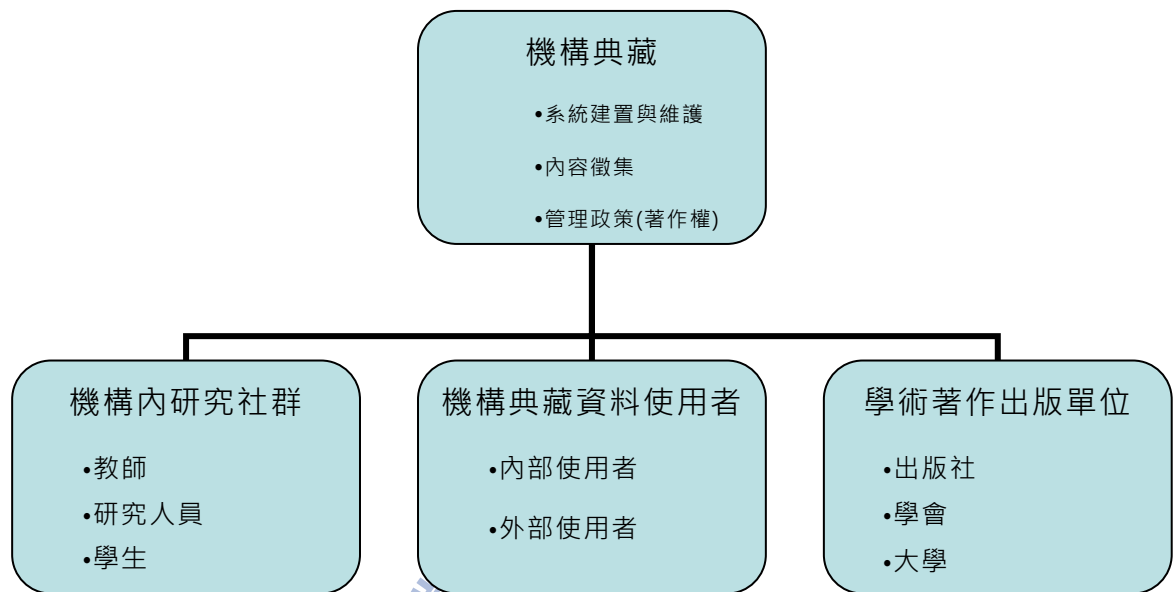 機構典藏
•系統建置與維護
•內容徵集
•管理政策(著作權)
機構內研究社群
•教師
•研究人員
•學生
機構典藏資料使用者
•內部使用者
•外部使用者
學術著作出版單位
•出版社
•學會
•大學